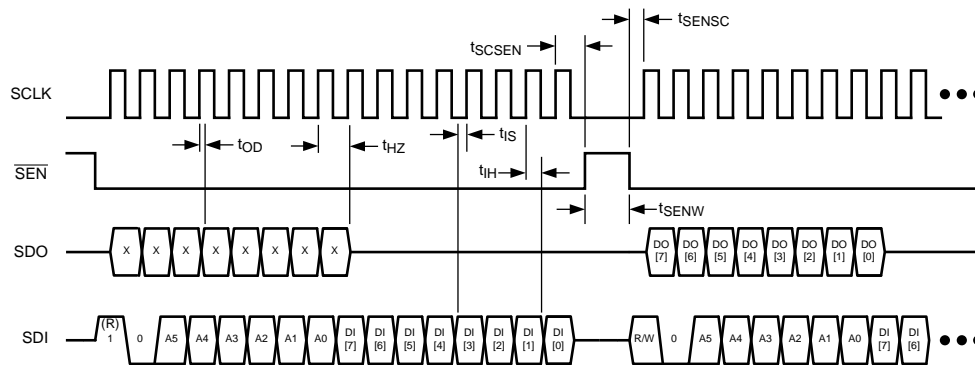 tSENSC
tSCSEN
SCLK
tOD
tHZ
tIS
tIH
SEN
tSENW
SDO X X X X X X X X DO[7] DO[6] DO[5] DO[4] DO[3] DO[2] DO[1] DO[0]
SDI (R) 1 0 A5 A4 A3 A2 A1 A0 DI[7] DI[6] DI[5] DI[4] DI[3] DI[2] DI[1] DI[0] R/W 0 A5 A4 A3 A2 A1 A0 DI[7] DI[6]